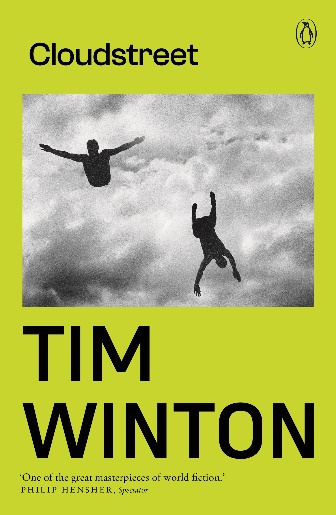 Cloudstreet
TIM
WINTON
‘One of the great masterpieces of world fiction.’
PHILIP HENSHER, Spectator